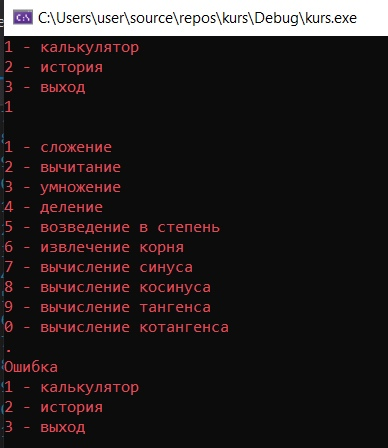 C:\Users\user\source\repos\kurs\Debug\kurs.exe
1 - калькулятор
2 - история
3 - выход
1
1 - сложение
2 - вычитание
3 - умножение
4 - деление
5 - возведение в степень
6 - извлечение корня
7 - вычисление синуса
8 - вычисление косинуса
9 - вычисление тангенса
0 - вычисление котангенса
.
Ошибка
1 - калькулятор
2 - история
3 - выход